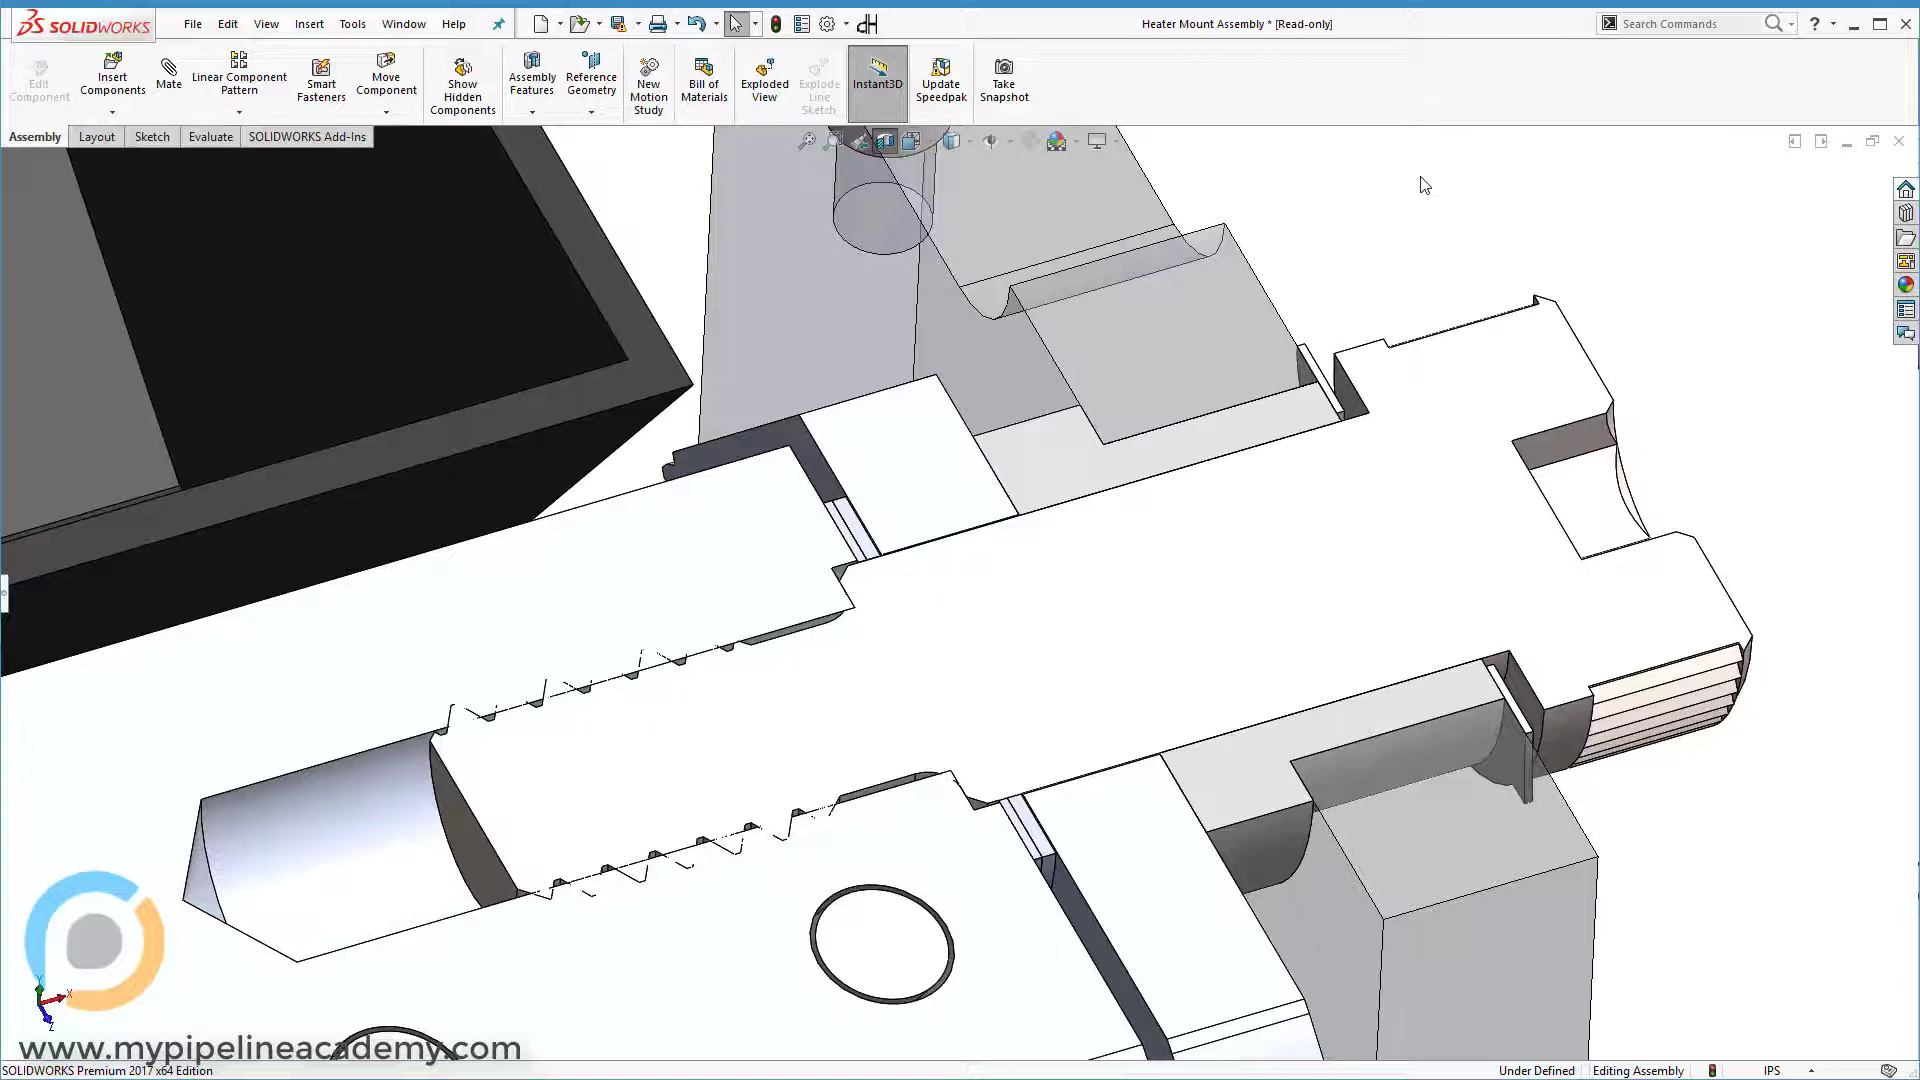 SOLIDWORKS
File Edit View Insert Tools Window Help
Heater Mount Assembly * [Read-only]
Search Commands
Edit Component
Insert Components
Mate
Linear Component Pattern
Smart Fasteners
Move Component
Show Hidden Components
Assembly Features
Reference Geometry
New Motion Study
Bill of Materials
Exploded View
Explode Line Sketch
Instant3D
Update Speedpak
Take Snapshot
Assembly Layout Sketch Evaluate SOLIDWORKS Add-Ins
Y
X
Z
www.mypipelineacademy.com
SOLIDWORKS Premium 2017 x64 Edition
Under Defined Editing Assembly IPS